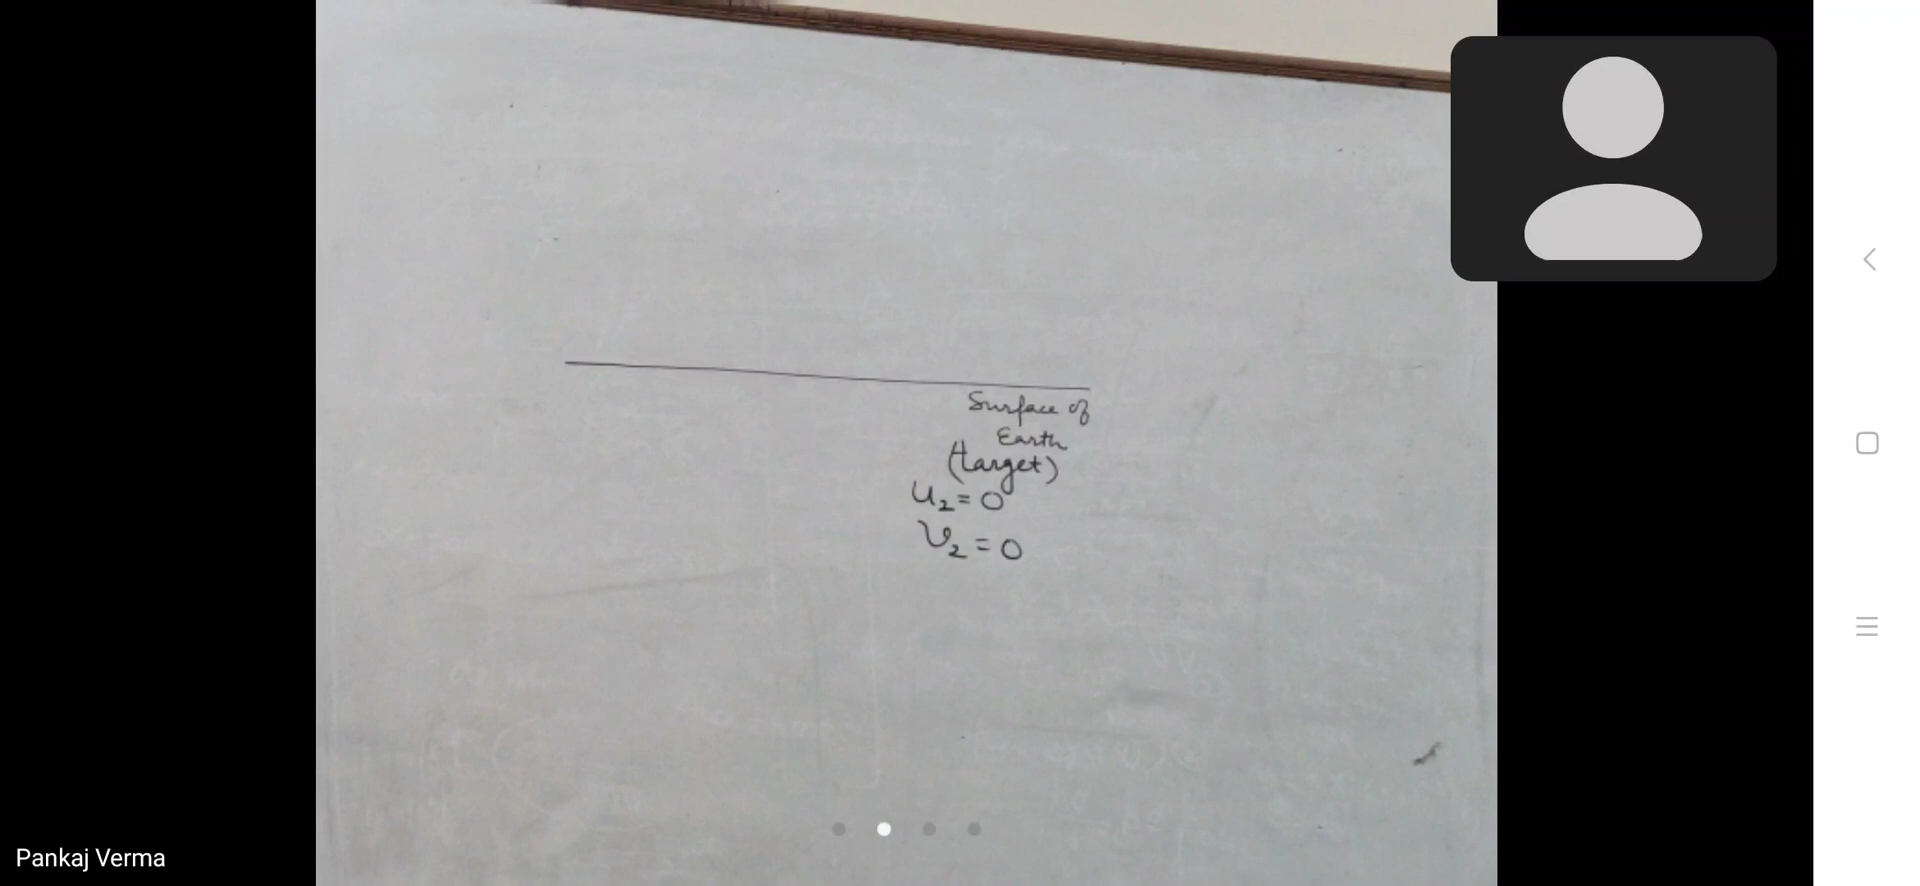 Surface of
Earth
(target)
u₂ = 0
v₂ = 0
Pankaj Verma